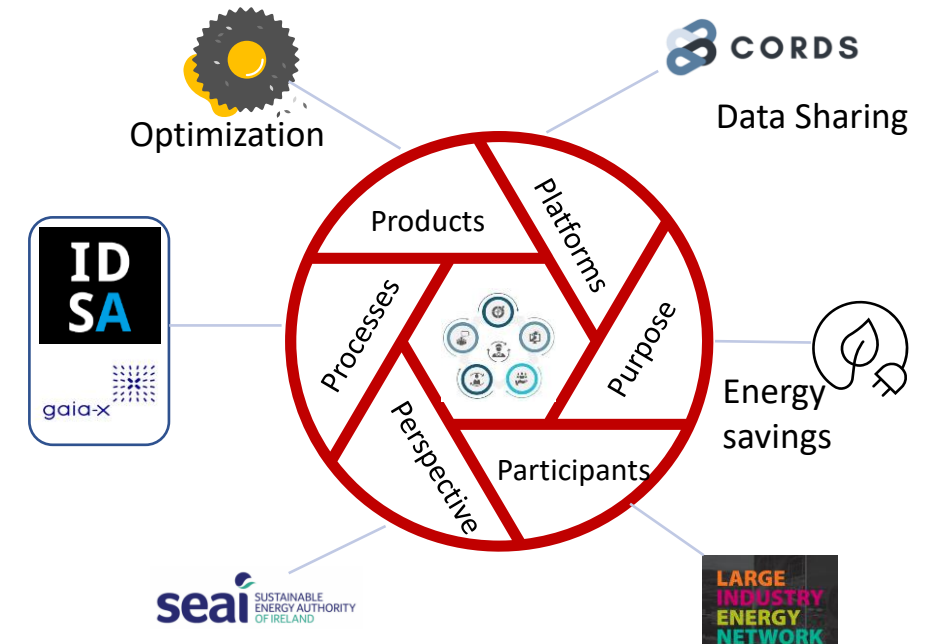 CORDS
Data Sharing
Optimization
Products
Platforms
ID
SA
gaia-x
Processes
Purpose
Energy
savings
Perspective
Participants
seai SUSTAINABLE
ENERGY AUTHORITY
OF IRELAND
LARGE
INDUSTRY
ENERGY
NETWORK